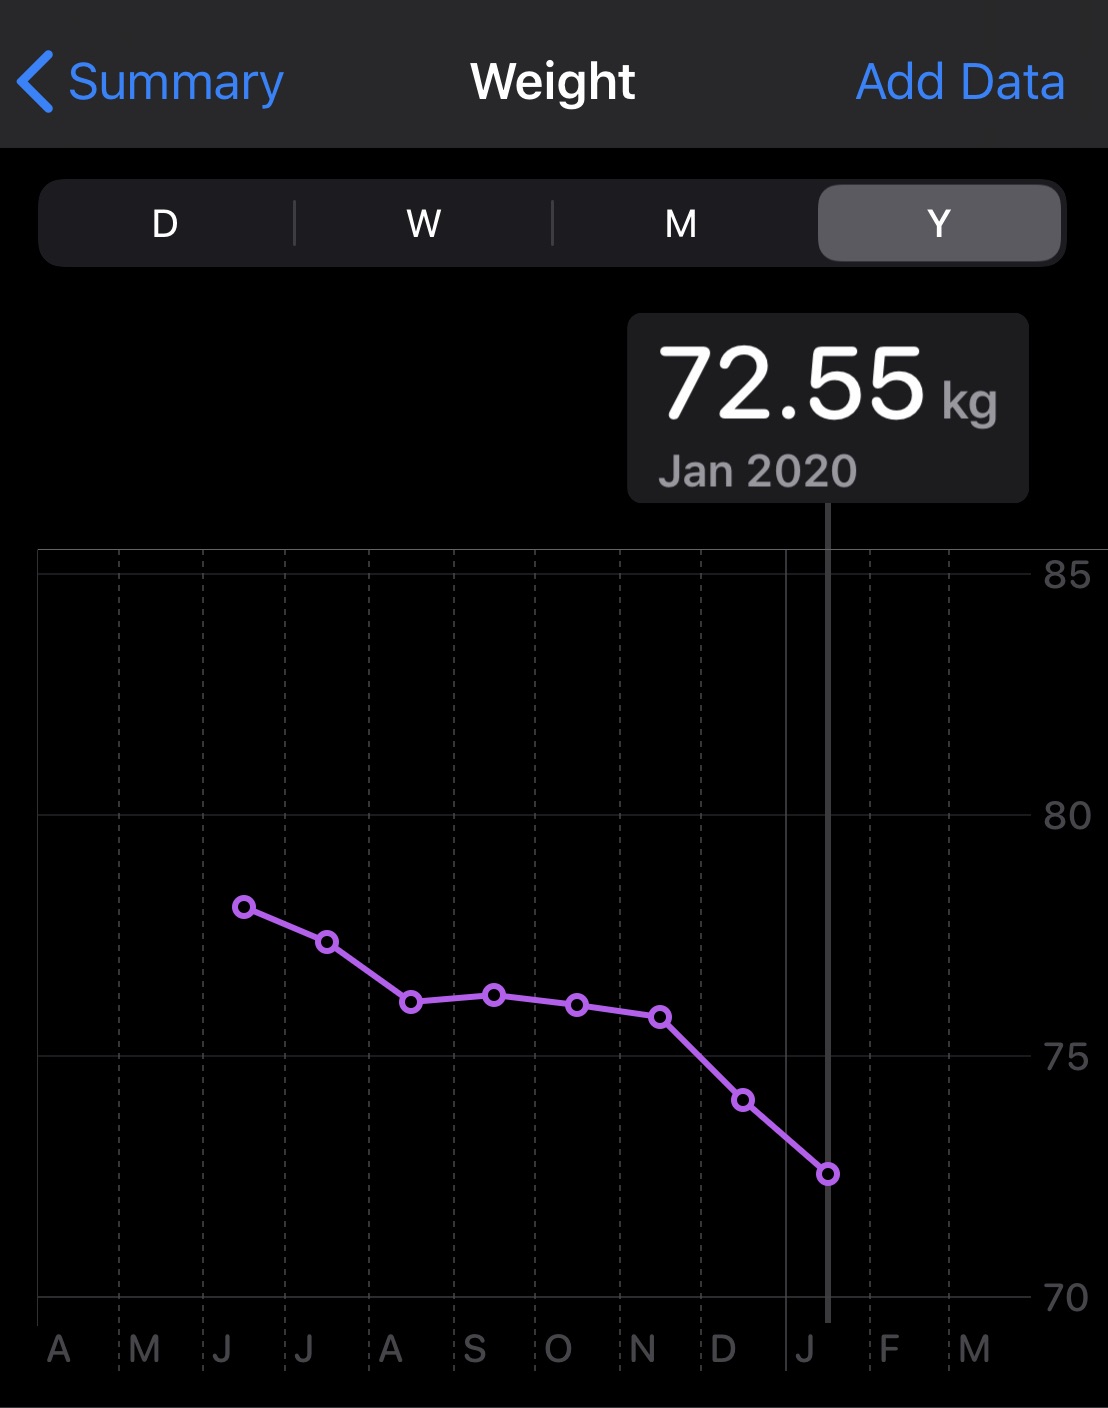 Summary Weight Add Data
D W M Y
72.55 kg
Jan 2020
85
80
75
70
A M J J A S O N D J F M